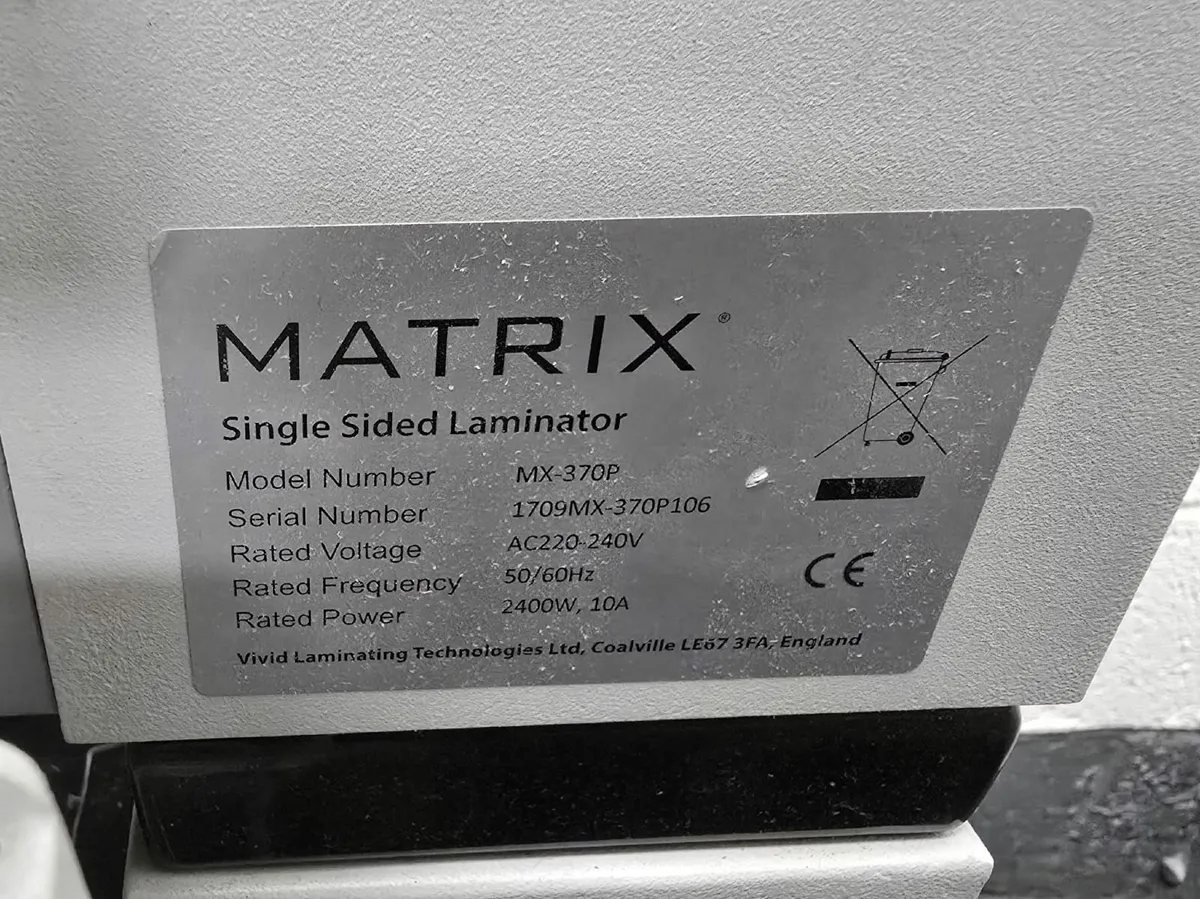 MATRIX®
Single Sided Laminator
Model Number MX-370P
Serial Number 1709MX-370P106
Rated Voltage AC220-240V
Rated Frequency 50/60Hz
Rated Power 2400W, 10A
CE
Vivid Laminating Technologies Ltd, Coalville LE67 3FA, England